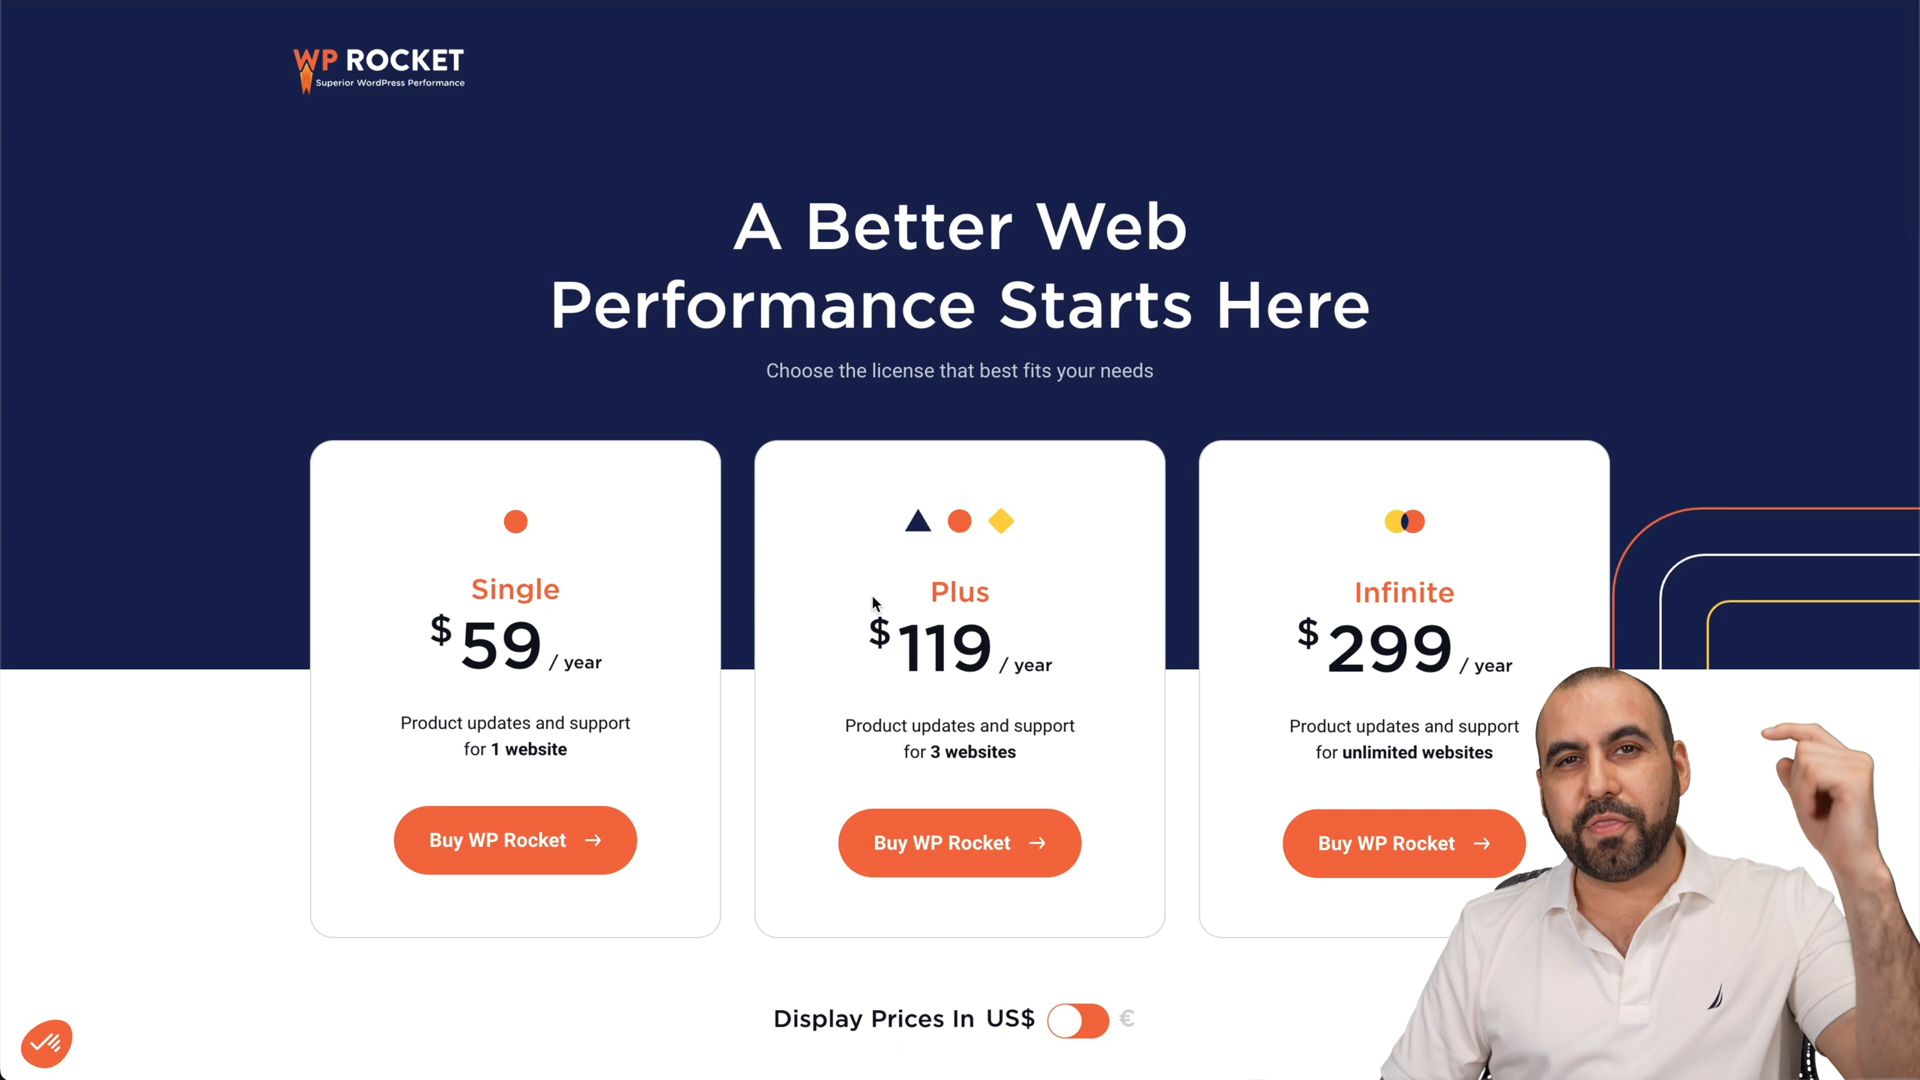 WP ROCKET
Superior WordPress Performance
A Better Web
Performance Starts Here
Choose the license that best fits your needs
Single
$59 / year
Product updates and support
for 1 website
Buy WP Rocket →
Plus
$119 / year
Product updates and support
for 3 websites
Buy WP Rocket →
Infinite
$299 / year
Product updates and support
for unlimited websites
Buy WP Rocket →
Display Prices In US$ €